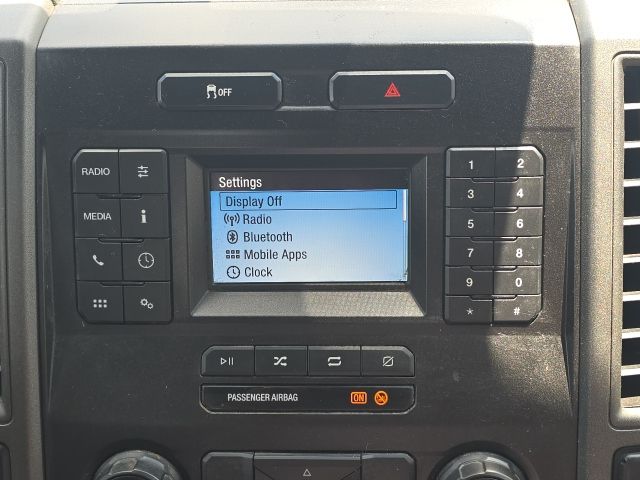 OFF
RADIO
MEDIA
i
Settings
Display Off
Radio
Bluetooth
Mobile Apps
Clock
1 2
3 4
5 6
7 8
9 0
* #
PASSENGER AIRBAG ON